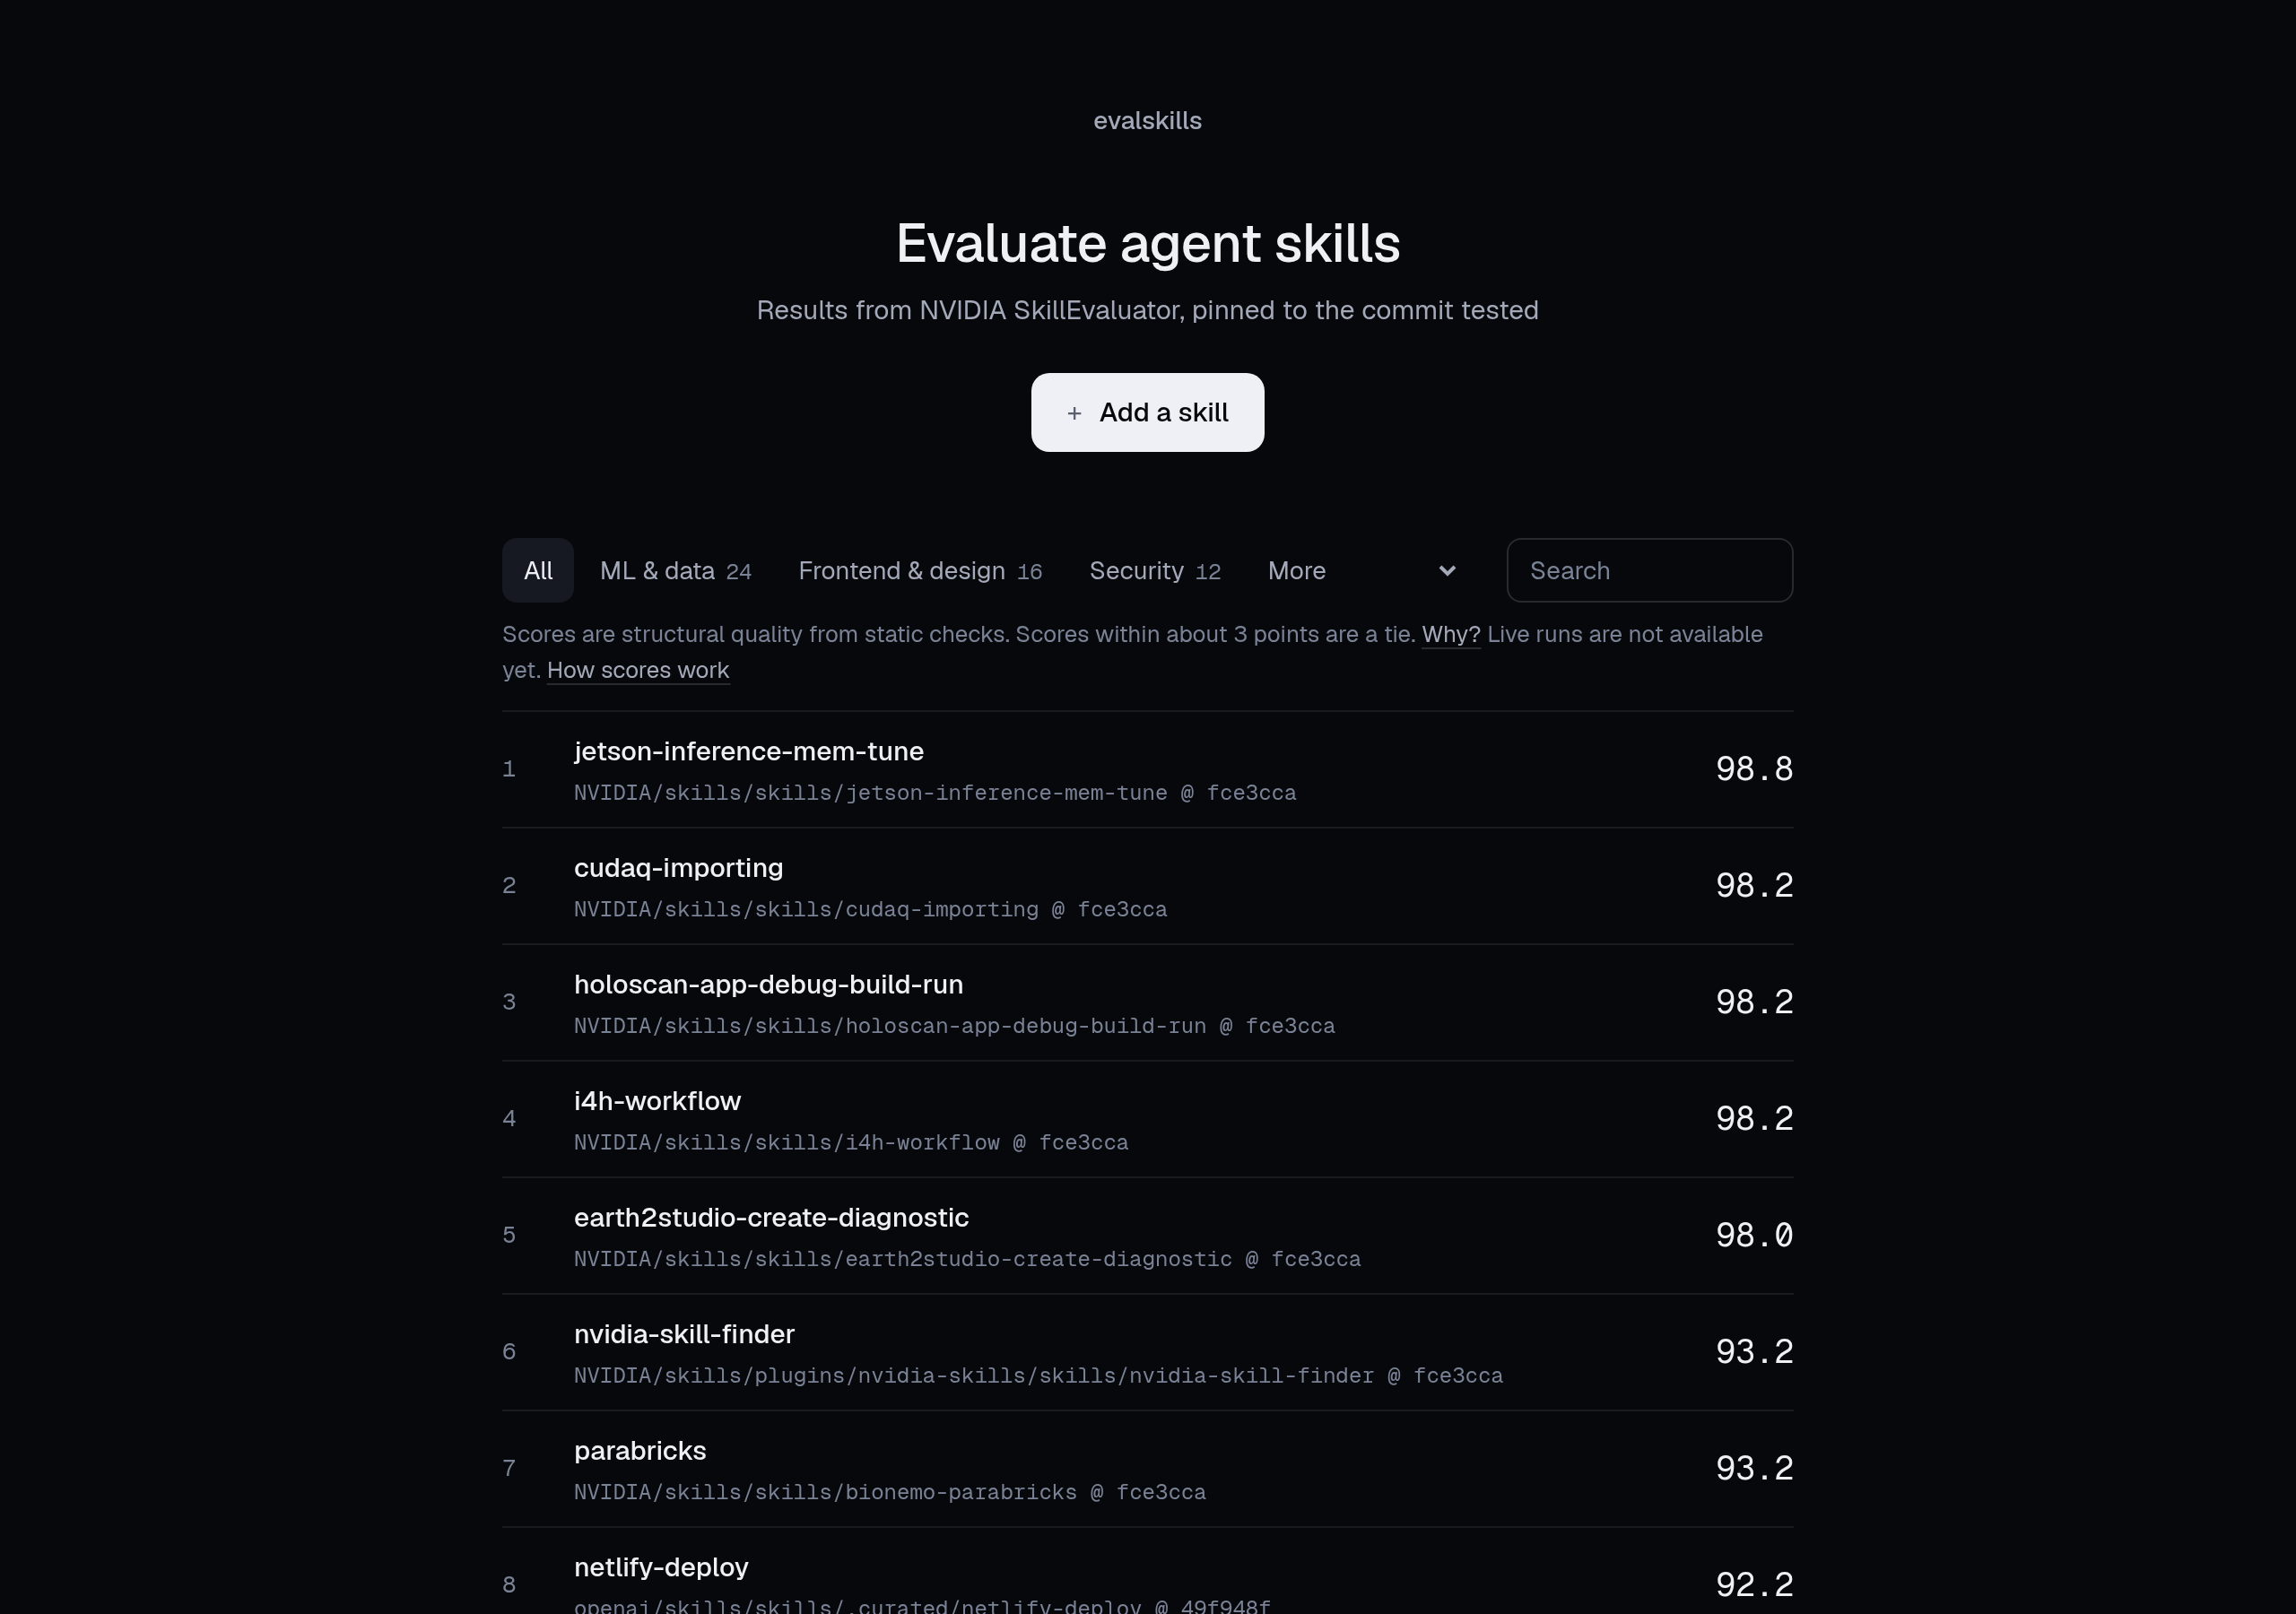 evalskills
Evaluate agent skills
Results from NVIDIA SkillEvaluator, pinned to the commit tested
+ Add a skill
All ML & data 24 Frontend & design 16 Security 12 More Search
Scores are structural quality from static checks. Scores within about 3 points are a tie. Why? Live runs are not available
yet. How scores work
1 jetson-inference-mem-tune 98.8
NVIDIA/skills/skills/jetson-inference-mem-tune @ fce3cca
2 cudaq-importing 98.2
NVIDIA/skills/skills/cudaq-importing @ fce3cca
3 holoscan-app-debug-build-run 98.2
NVIDIA/skills/skills/holoscan-app-debug-build-run @ fce3cca
4 i4h-workflow 98.2
NVIDIA/skills/skills/i4h-workflow @ fce3cca
5 earth2studio-create-diagnostic 98.0
NVIDIA/skills/skills/earth2studio-create-diagnostic @ fce3cca
6 nvidia-skill-finder 93.2
NVIDIA/skills/plugins/nvidia-skills/skills/nvidia-skill-finder @ fce3cca
7 parabricks 93.2
NVIDIA/skills/skills/bionemo-parabricks @ fce3cca
8 netlify-deploy 92.2
openai/skills/skills/.curated/netlify-deploy @ 49f948f